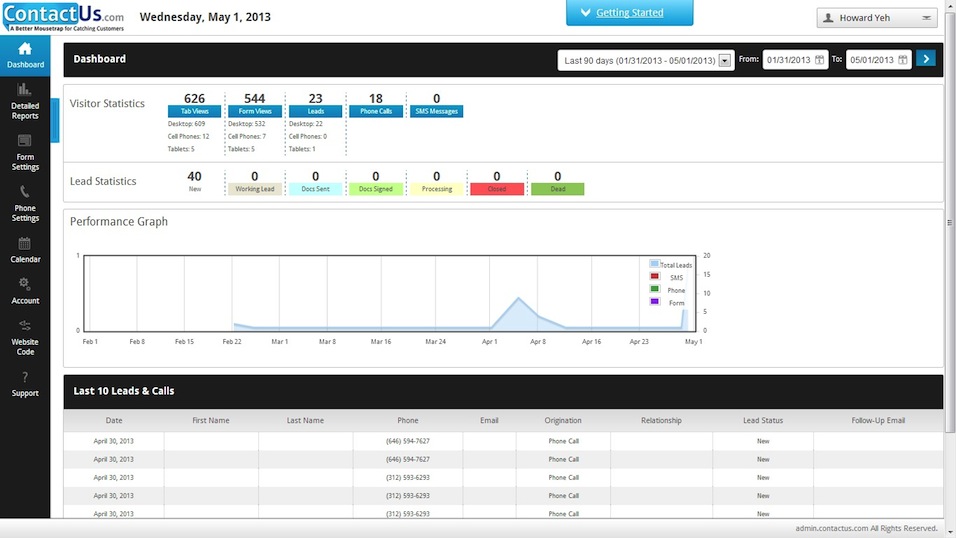 ContactUs.com
A Better Mousetrap for Catching Customers
Wednesday, May 1, 2013
Getting Started
Howard Yeh
Dashboard
Detailed
Reports
Form
Settings
Phone
Settings
Calendar
Account
Website
Code
Support
Dashboard
Last 90 days (01/31/2013 - 05/01/2013) From: 01/31/2013 To: 05/01/2013
Visitor Statistics
626 544 23 18 0
Tab Views Form Views Leads Phone Calls SMS Messages
Desktop: 609 Desktop: 532 Desktop: 22
Cell Phones: 12 Cell Phones: 7 Cell Phones: 0
Tablets: 5 Tablets: 5 Tablets: 1
Lead Statistics
40 0 0 0 0 0 0
New Working Lead Docs Sent Docs Signed Processing Closed Dead
Performance Graph
1 20
15
10
5
0 0
Total Leads
SMS
Phone
Form
Feb 1 Feb 8 Feb 15 Feb 22 Mar 1 Mar 8 Mar 16 Mar 24 Apr 1 Apr 8 Apr 16 Apr 23 May 1
Last 10 Leads & Calls
Date First Name Last Name Phone Email Origination Relationship Lead Status Follow-Up Email
April 30, 2013 (646) 594-7627 Phone Call New
April 30, 2013 (646) 594-7627 Phone Call New
April 30, 2013 (312) 593-6293 Phone Call New
April 30, 2013 (312) 593-6293 Phone Call New
April 30, 2013 (312) 593-6293 Phone Call New
admin.contactus.com All Rights Reserved.